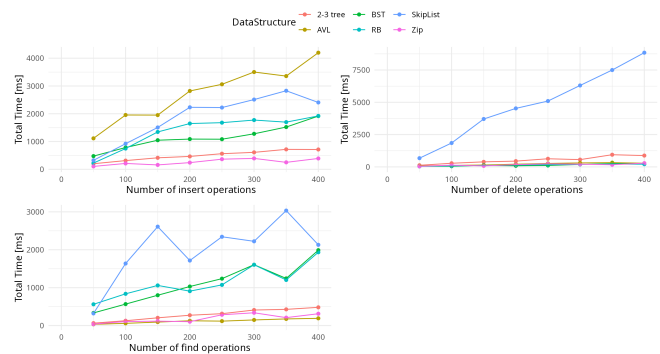 DataStructure
2-3 tree BST SkipList
AVL RB Zip
Total Time [ms]
4000
3000
2000
1000
0
0 100 200 300 400
Number of insert operations
Total Time [ms]
7500
5000
2500
0
0 100 200 300 400
Number of delete operations
Total Time [ms]
3000
2000
1000
0
0 100 200 300 400
Number of find operations